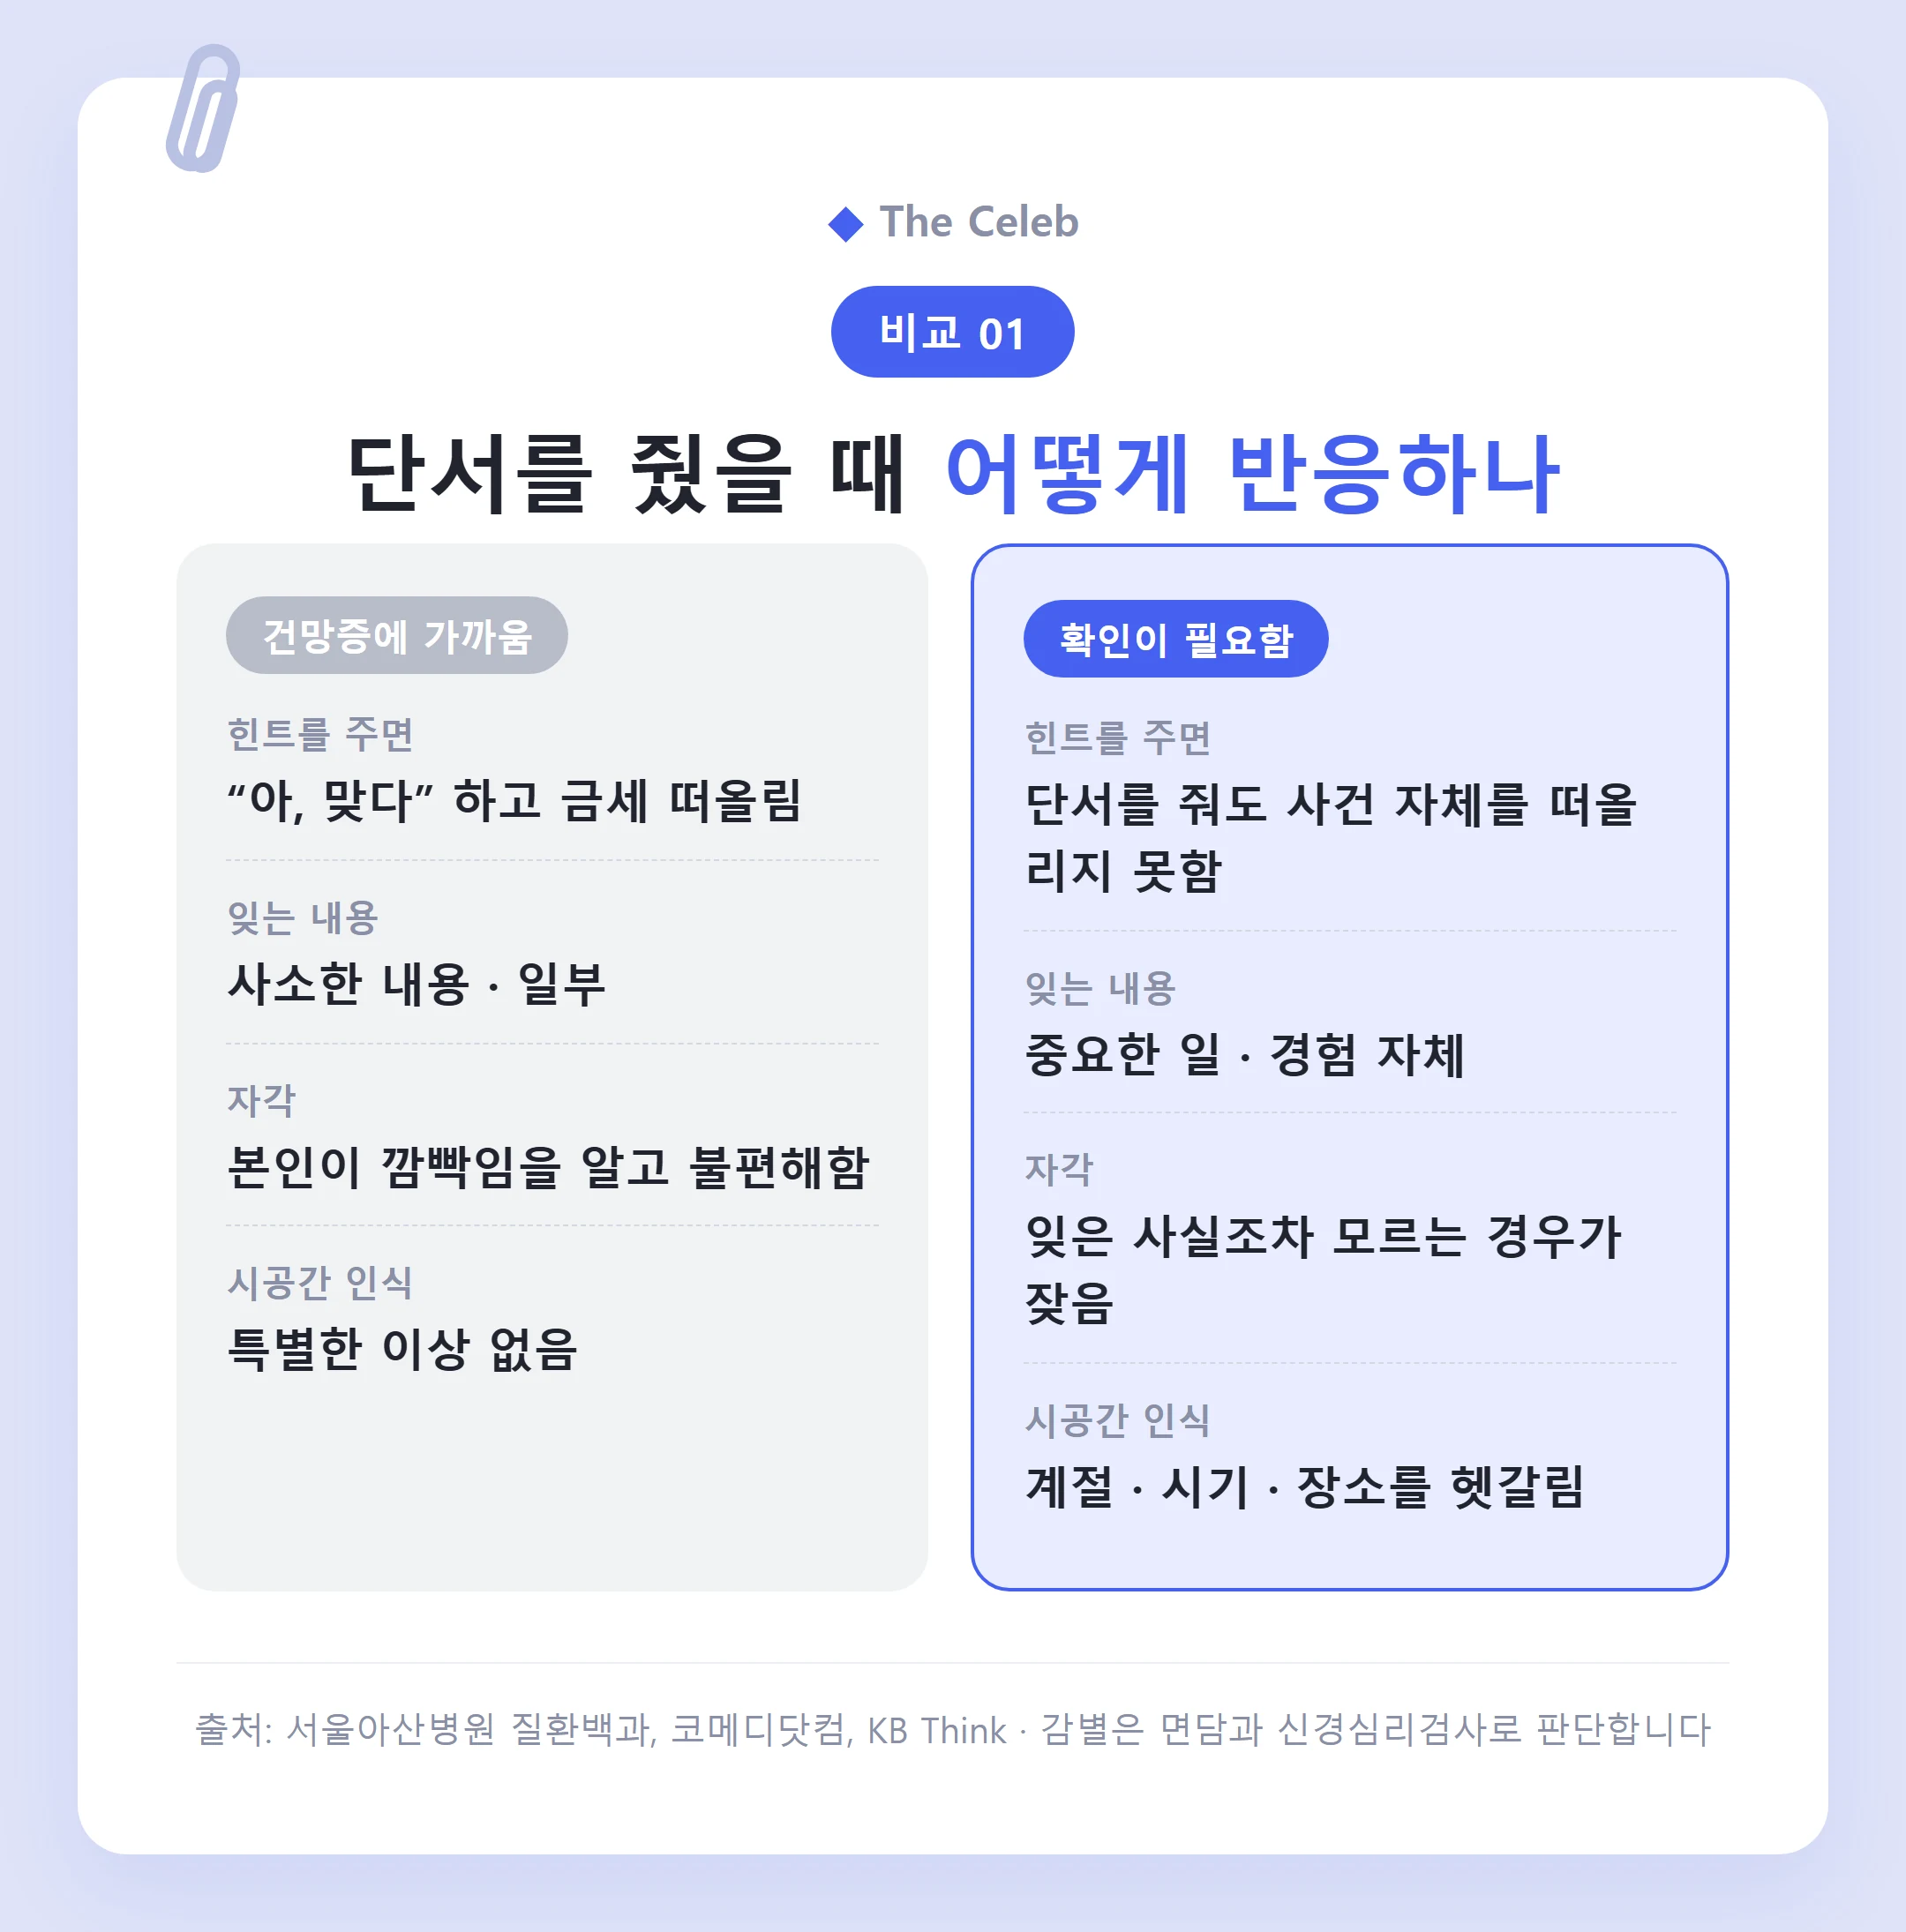 The Celeb
비교 01
단서를 줬을 때 어떻게 반응하나
건망증에 가까움
힌트를 주면
“아, 맞다” 하고 금세 떠올림
잊는 내용
사소한 내용 · 일부
자각
본인이 깜빡임을 알고 불편해함
시공간 인식
특별한 이상 없음
확인이 필요함
힌트를 주면
단서를 줘도 사건 자체를 떠올
리지 못함
잊는 내용
중요한 일 · 경험 자체
자각
잊은 사실조차 모르는 경우가
잦음
시공간 인식
계절 · 시기 · 장소를 헷갈림
출처: 서울아산병원 질환백과, 코메디닷컴, KB Think · 감별은 면담과 신경심리검사로 판단합니다